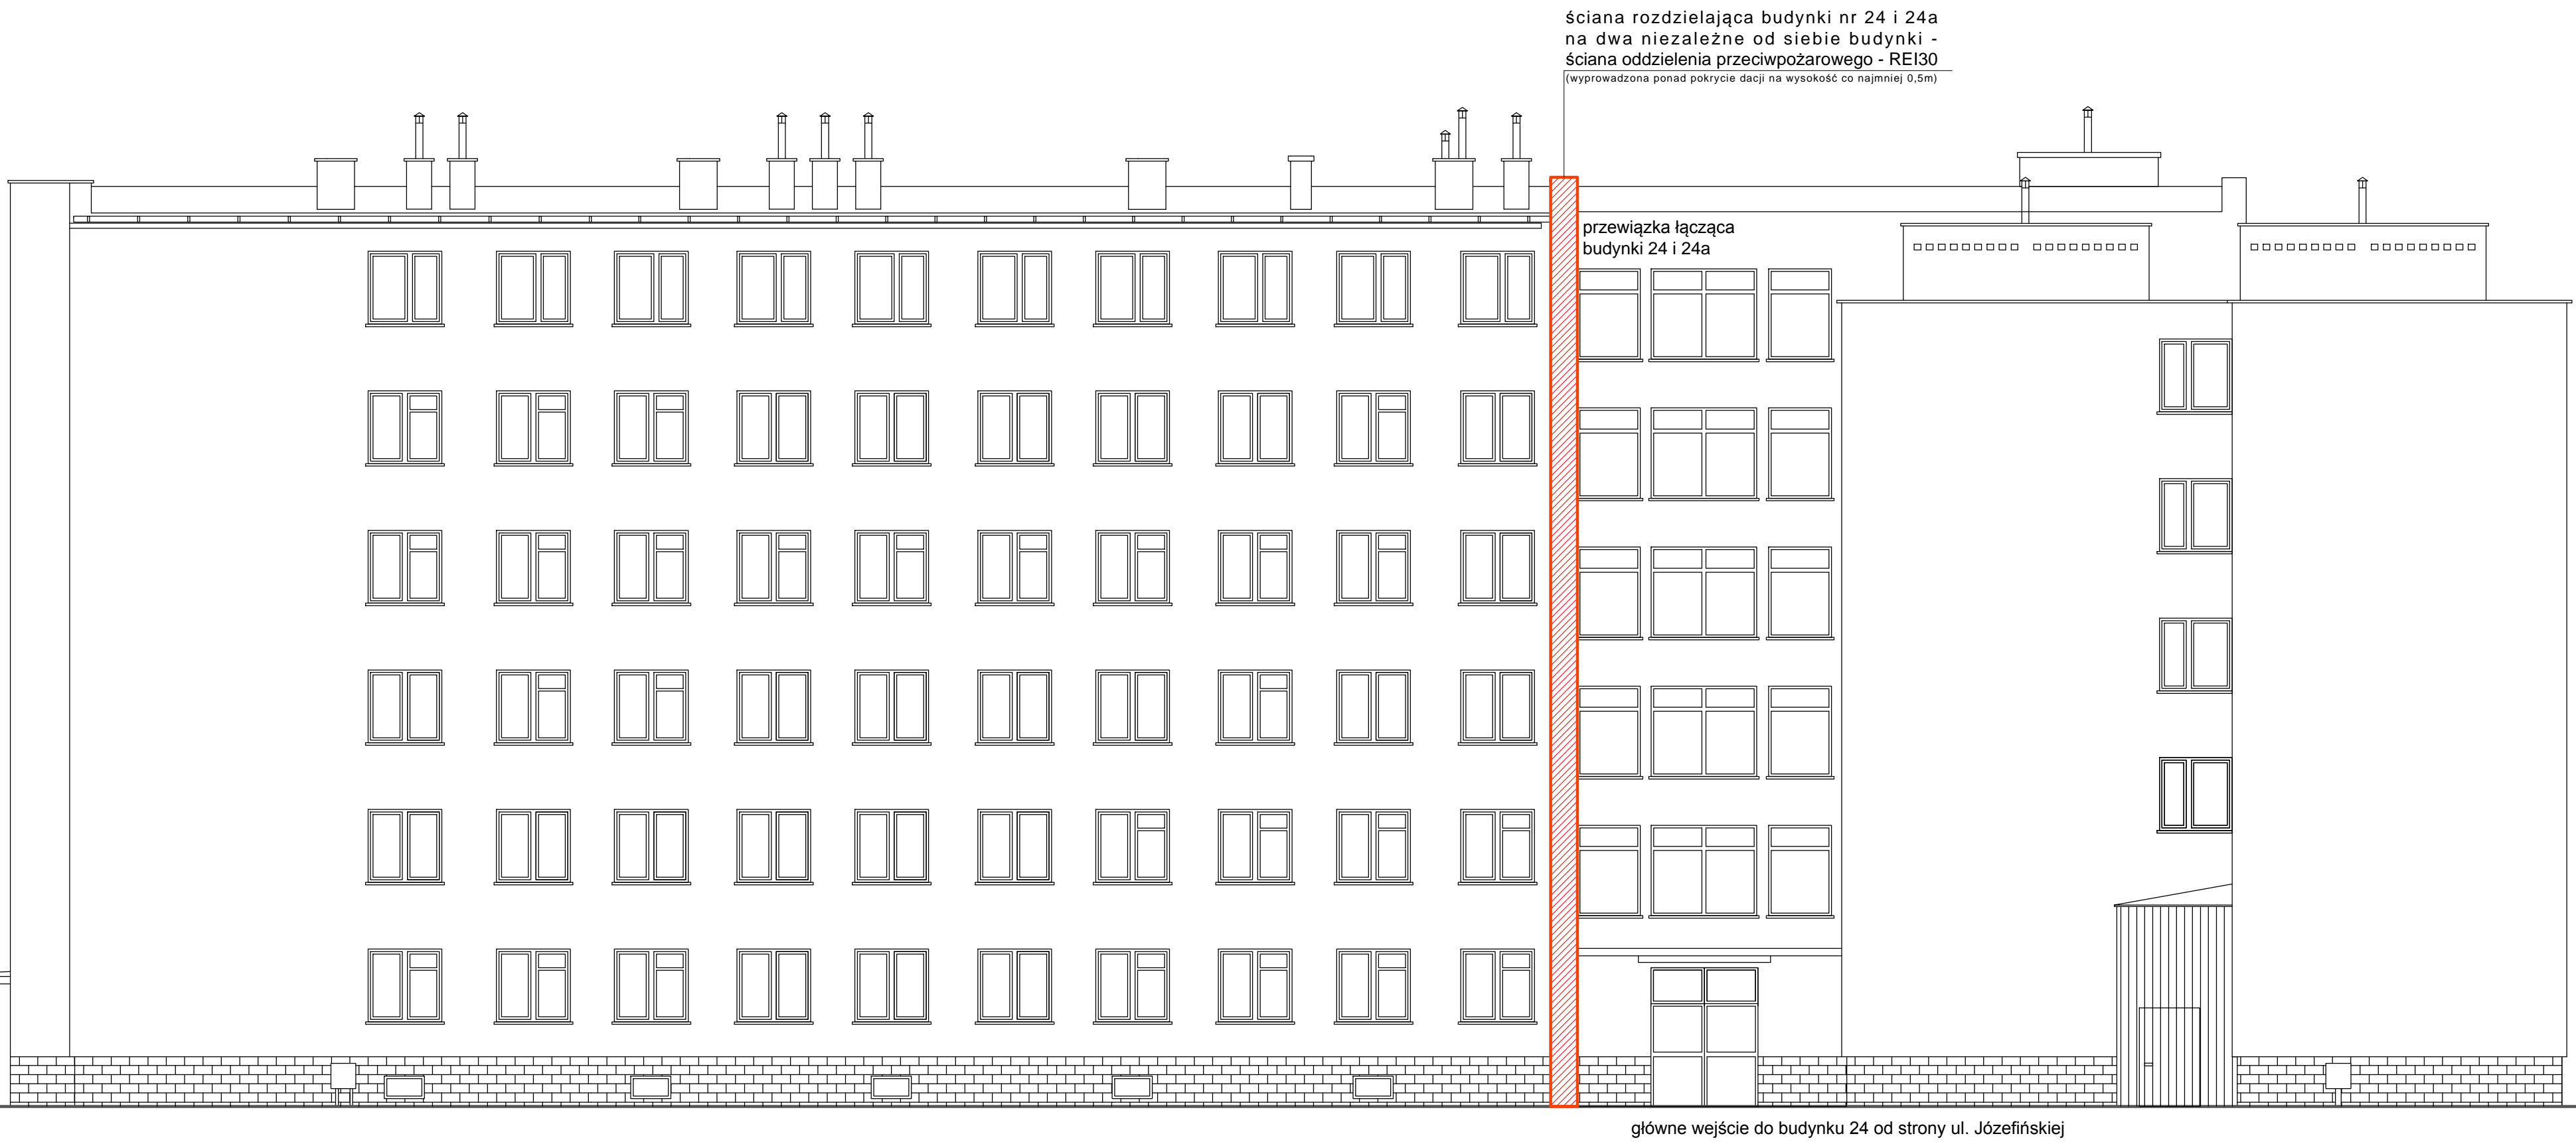 ściana rozdzielająca budynki nr 24 i 24a
na dwa niezależne od siebie budynki -
ściana oddzielenia przeciwpożarowego - REI30
(wyprowadzona ponad pokrycie dacji na wysokość co najmniej 0,5m)
przewiązka łącząca
budynki 24 i 24a
główne wejście do budynku 24 od strony ul. Józefińskiej